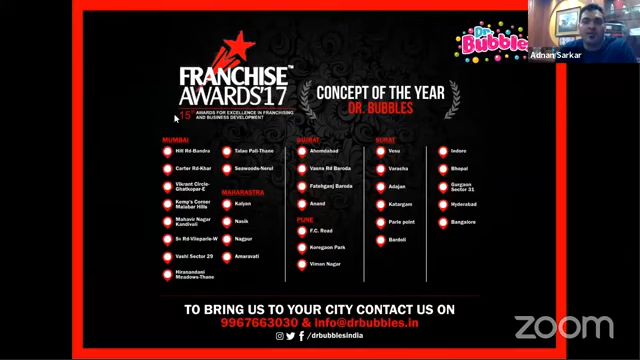 FRANCHISE™
AWARDS'17
15th AWARDS FOR EXCELLENCE IN FRANCHISING
AND BUSINESS DEVELOPMENT
CONCEPT OF THE YEAR
DR. BUBBLES
Dr
Bubbles
Adnan Sarkar
MUMBAI
Hill Rd-Bandra
Carter Rd-Khar
Vikrant Circle-
Ghatkopar-E
Kemp's Corner
Malabar Hills
Mahavir Nagar
Kandivali
Sv Rd-Vileparle-W
Vashi Sector 29
Hiranandani
Meadows-Thane
Talao Pali-Thane
Seawoods-Nerul
MAHARASTRA
Kalyan
Nasik
Nagpur
Amaravati
GUJRAT
Ahemdabad
Vasna Rd Baroda
Fatehganj Baroda
Anand
PUNE
F.C. Road
Koregaon Park
Viman Nagar
SURAT
Vesu
Varacha
Adajan
Katargam
Parle point
Bardoli
Indore
Bhopal
Gurgaon
Sector 31
Hyderabad
Bangalore
TO BRING US TO YOUR CITY CONTACT US ON
9967663030 & info@drbubbles.in
/drbubblesindia
zoom